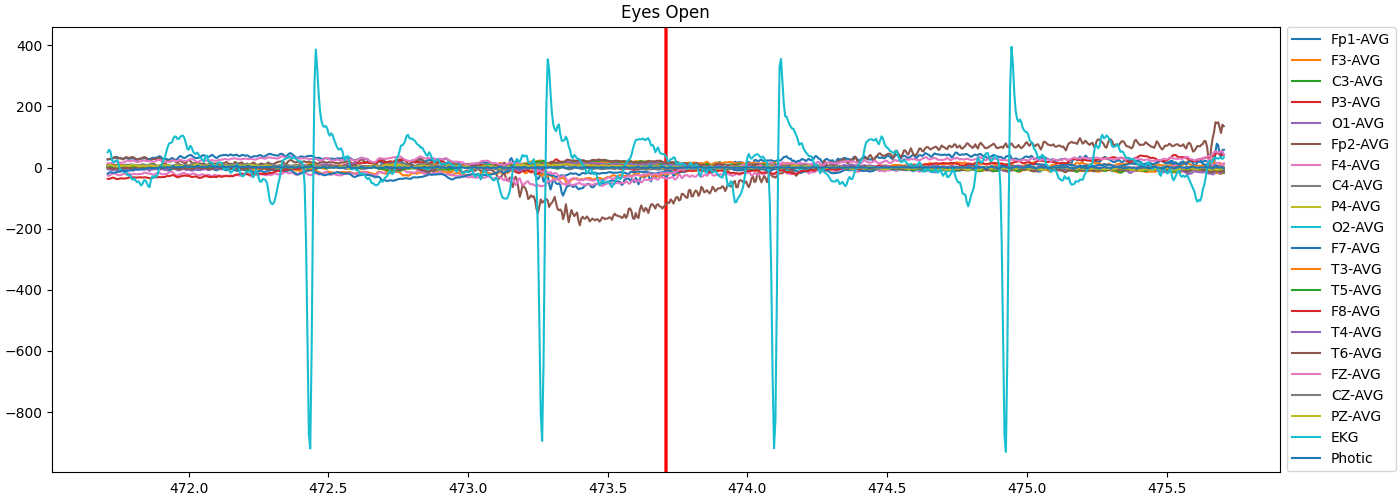 Eyes Open
400
200
0
−200
−400
−600
−800
472.0 472.5 473.0 473.5 474.0 474.5 475.0 475.5
Fp1-AVG
F3-AVG
C3-AVG
P3-AVG
O1-AVG
Fp2-AVG
F4-AVG
C4-AVG
P4-AVG
O2-AVG
F7-AVG
T3-AVG
T5-AVG
F8-AVG
T4-AVG
T6-AVG
FZ-AVG
CZ-AVG
PZ-AVG
EKG
Photic